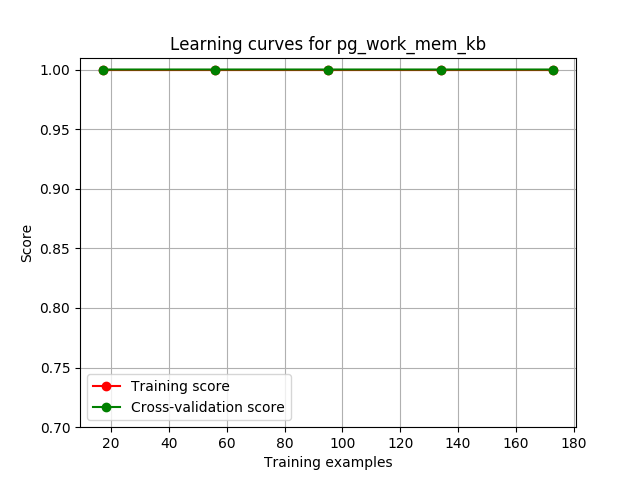 Learning curves for pg_work_mem_kb
1.00
0.95
0.90
0.85
0.80
0.75
0.70
Score
Training score
Cross-validation score
20 40 60 80 100 120 140 160 180
Training examples